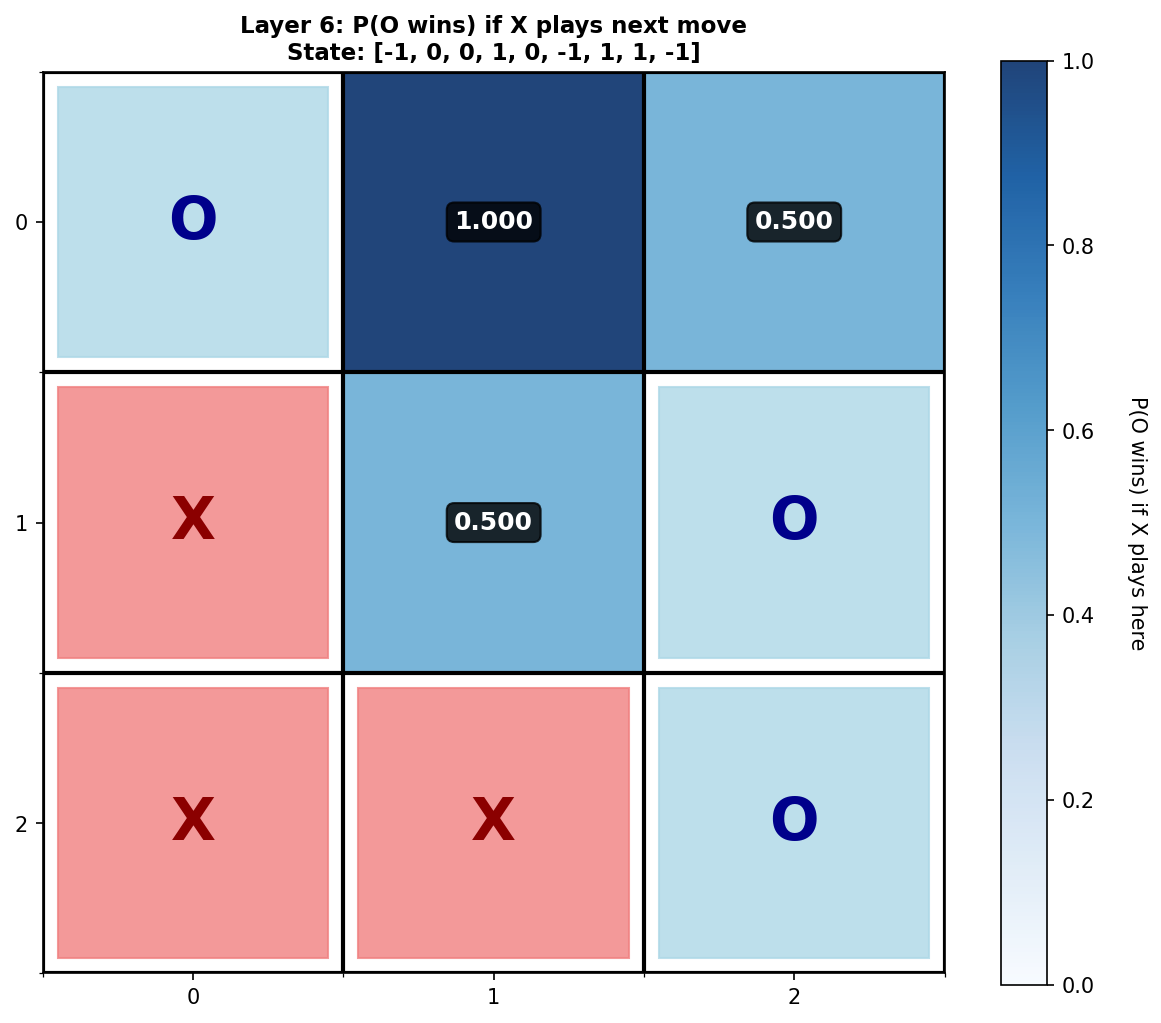 Layer 6: P(O wins) if X plays next move
State: [-1, 0, 0, 1, 0, -1, 1, 1, -1]
0
O
1.000
0.500
1
X
0.500
O
2
X
X
O
0
1
2
1.0
0.8
0.6
0.4
0.2
0.0
P(O wins) if X plays here